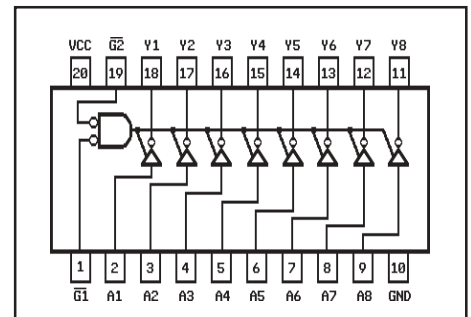 VCC G2 Y1 Y2 Y3 Y4 Y5 Y6 Y7 Y8
20 19 18 17 16 15 14 13 12 11
1 2 3 4 5 6 7 8 9 10
G1 A1 A2 A3 A4 A5 A6 A7 A8 GND